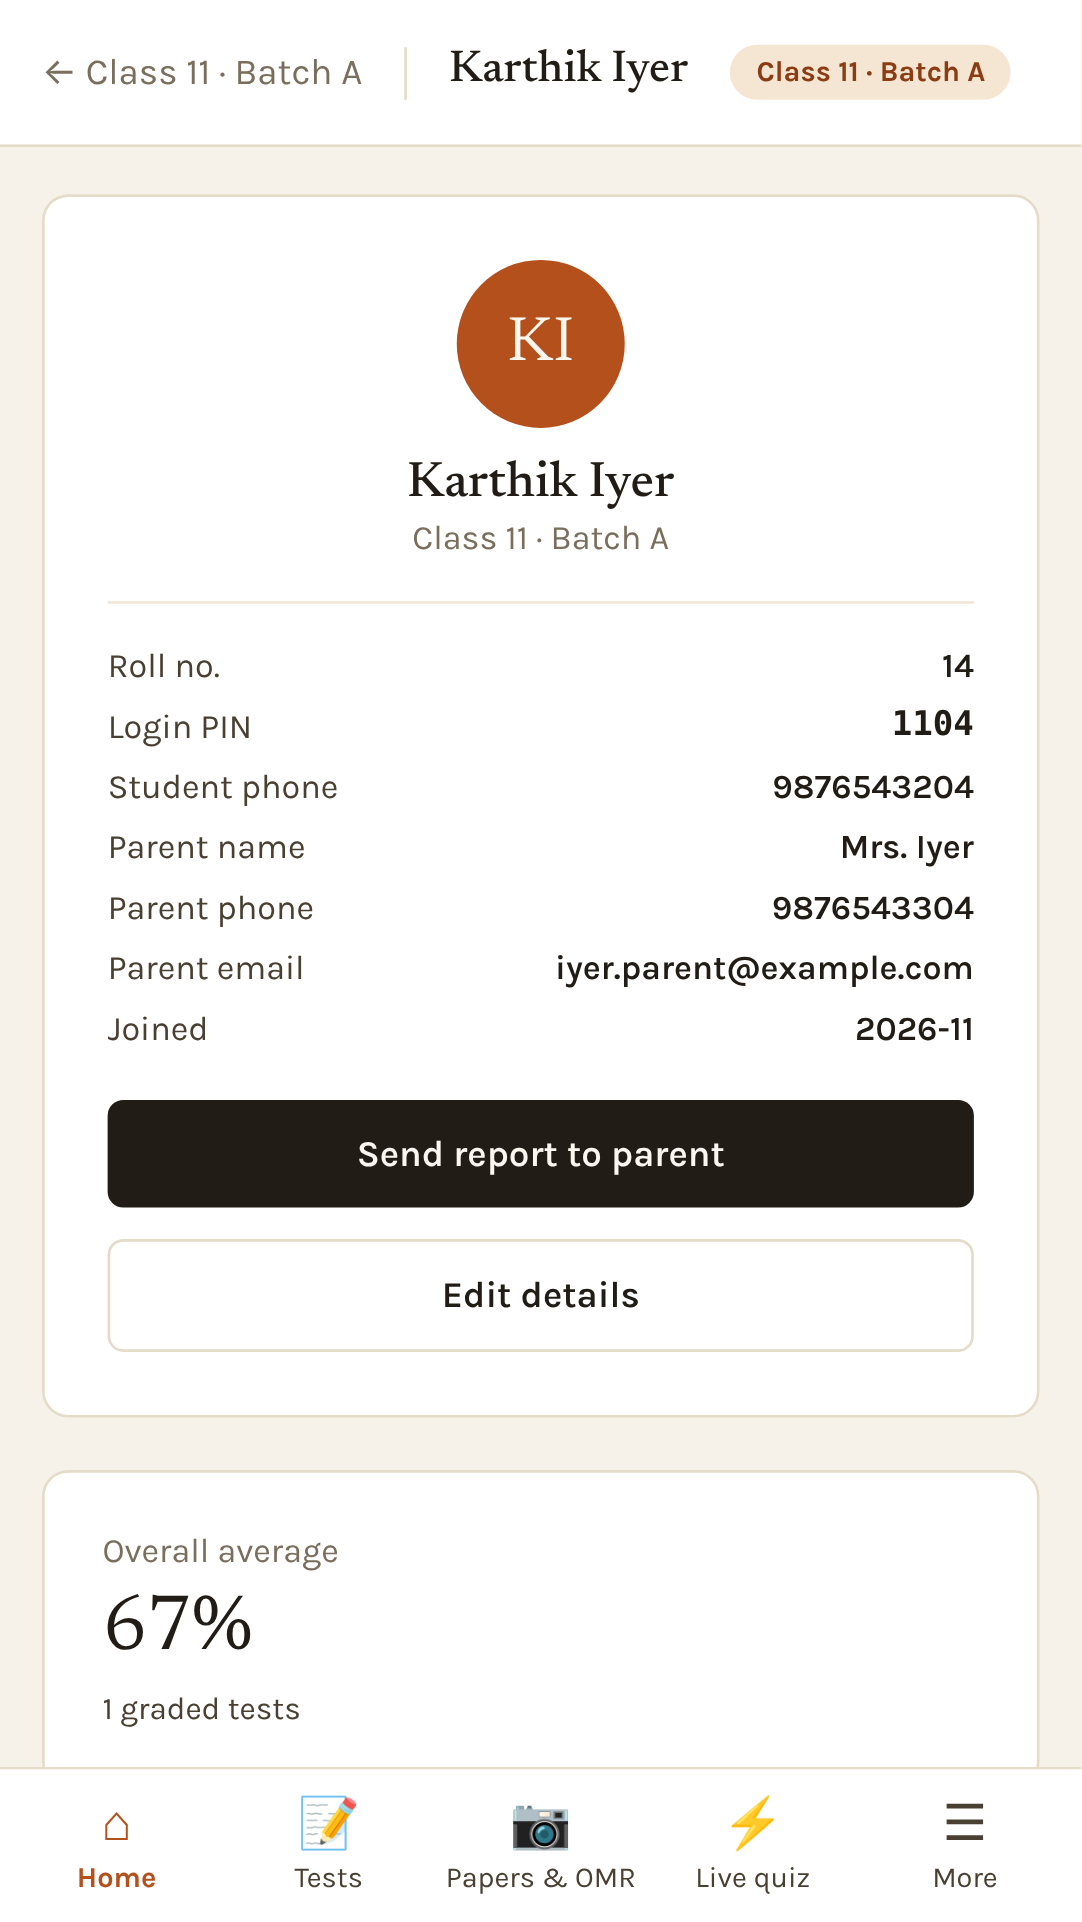 ← Class 11 · Batch A
Karthik Iyer
Class 11 · Batch A
KI
Karthik Iyer
Class 11 · Batch A
Roll no. 14
Login PIN 1104
Student phone 9876543204
Parent name Mrs. Iyer
Parent phone 9876543304
Parent email iyer.parent@example.com
Joined 2026-11
Send report to parent
Edit details
Overall average
67%
1 graded tests
Home
Tests
Papers & OMR
Live quiz
More